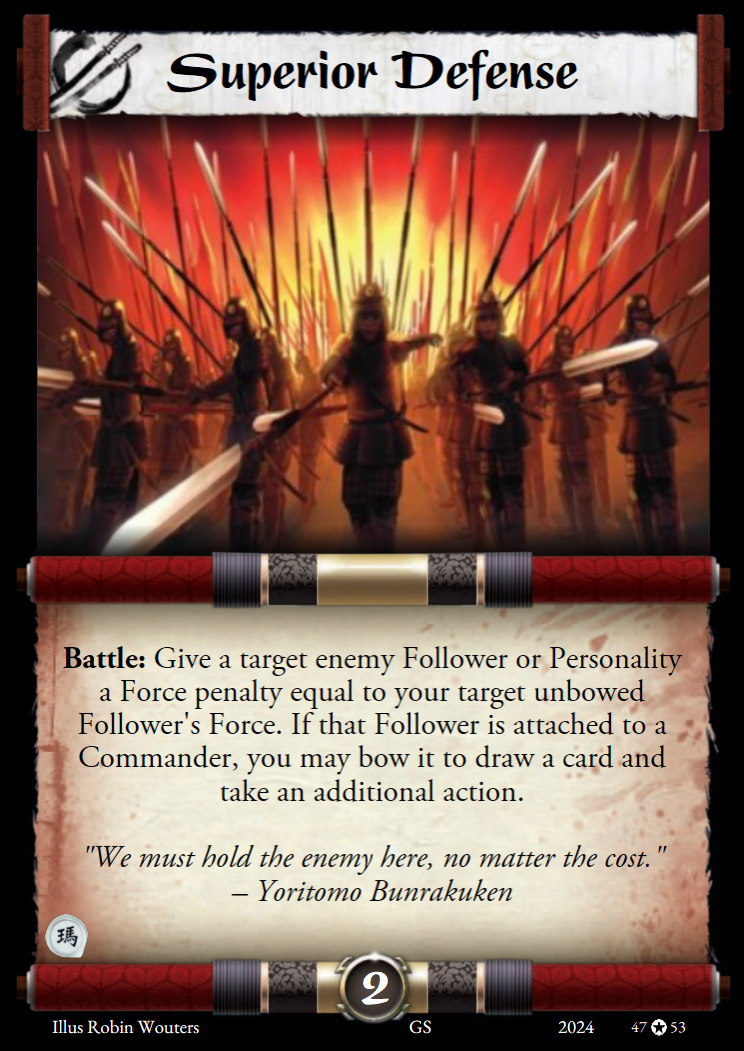 Superior Defense
Battle: Give a target enemy Follower or Personality
a Force penalty equal to your target unbowed
Follower's Force. If that Follower is attached to a
Commander, you may bow it to draw a card and
take an additional action.
"We must hold the enemy here, no matter the cost."
– Yoritomo Bunrakuken
瑪
2
Illus Robin Wouters GS 2024 47 ✪ 53